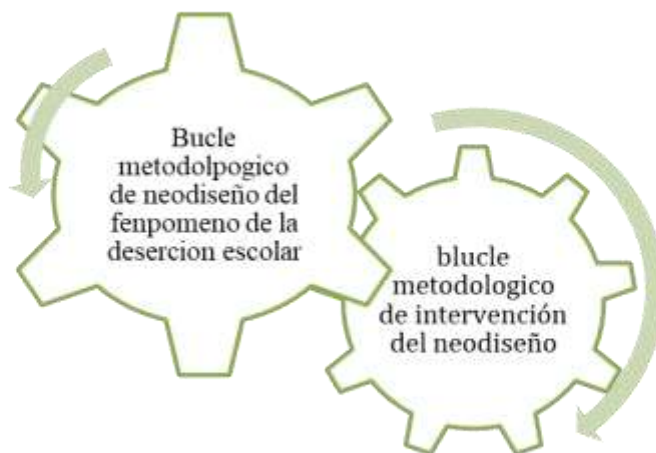 Bucle
metodolpogico
de neodiseño del
fenpomeno de la
desercion escolar
blucle
metodologico
de intervención
del neodiseño